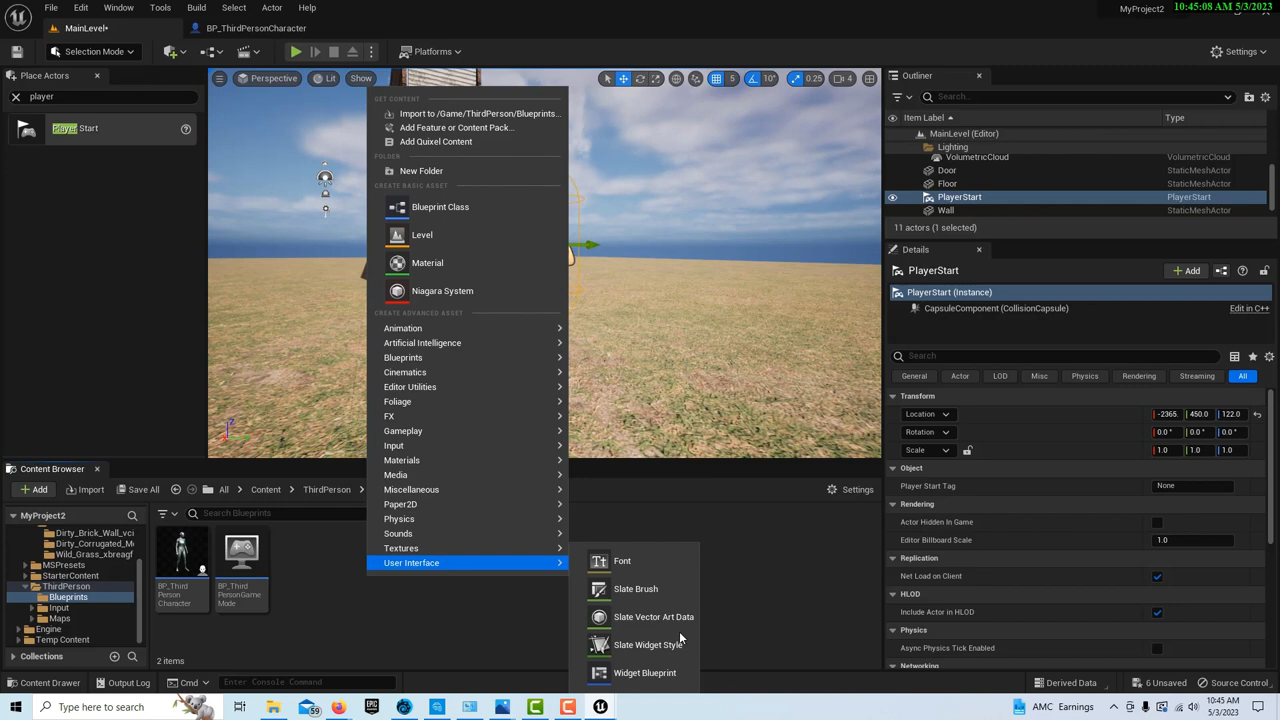 File Edit Window Tools Build Select Actor Help
MyProject2
10:45:08 AM 5/3/2023
MainLevel•
BP_ThirdPersonCharacter
Selection Mode
Platforms
Settings
Place Actors
player
Player Start
Perspective
Lit
Show
5
10°
0.25
4
GET CONTENT
Import to /Game/ThirdPerson/Blueprints...
Add Feature or Content Pack...
Add Quixel Content
FOLDER
New Folder
CREATE BASIC ASSET
Blueprint Class
Level
Material
Niagara System
CREATE ADVANCED ASSET
Animation
Artificial Intelligence
Blueprints
Cinematics
Editor Utilities
Foliage
FX
Gameplay
Input
Materials
Media
Miscellaneous
Paper2D
Physics
Sounds
Textures
User Interface
Font
Slate Brush
Slate Vector Art Data
Slate Widget Style
Widget Blueprint
Outliner
Search...
Item Label
Type
MainLevel (Editor)
Lighting
VolumetricCloud VolumetricCloud
Door StaticMeshActor
Floor StaticMeshActor
PlayerStart PlayerStart
Wall StaticMeshActor
11 actors (1 selected)
Details
PlayerStart
Add
PlayerStart (Instance)
CapsuleComponent (CollisionCapsule)
Edit in C++
Search
General Actor LOD Misc Physics Rendering Streaming All
Transform
Location -2365. 450.0 122.0
Rotation 0.0° 0.0° 0.0°
Scale 1.0 1.0 1.0
Object
Player Start Tag None
Rendering
Actor Hidden In Game
Editor Billboard Scale 1.0
Replication
Net Load on Client
HLOD
Include Actor in HLOD
Physics
Async Physics Tick Enabled
Networking
Content Browser
Add
Import
Save All
All Content ThirdPerson
Settings
MyProject2
Search Blueprints
Dirty_Brick_Wall_vci
Dirty_Corrugated_M
Wild_Grass_xbreagf
MSPresets
StarterContent
ThirdPerson
Blueprints
Input
Maps
Engine
Temp Content
Collections
BP_Third
Person
Character
BP_Third
PersonGame
Mode
2 items
Content Drawer
Output Log
Cmd
Enter Console Command
Derived Data
6 Unsaved
Source Control
Type here to search
59
AMC Earnings
10:45 AM
5/3/2023